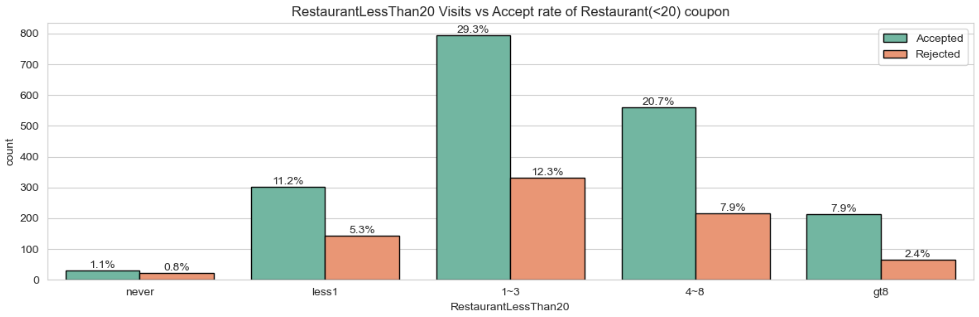 RestaurantLessThan20 Visits vs Accept rate of Restaurant(<20) coupon
Accepted
Rejected
800
700
600
500
400
300
200
100
0
count
1.1%
0.8%
11.2%
5.3%
29.3%
12.3%
20.7%
7.9%
7.9%
2.4%
never
less1
1~3
4~8
gt8
RestaurantLessThan20